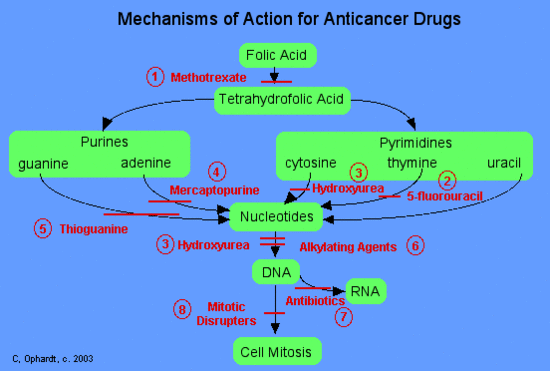 Mechanisms of Action for Anticancer Drugs
Folic Acid
1 Methotrexate
Tetrahydrofolic Acid
Purines
guanine adenine
Pyrimidines
cytosine thymine uracil
4
Mercaptopurine
3
Hydroxyurea
2
5-fluorouracil
5 Thioguanine
Nucleotides
3 Hydroxyurea
Alkylating Agents 6
DNA
Antibiotics
7
RNA
8 Mitotic
Disrupters
Cell Mitosis
C, Ophardt, c. 2003